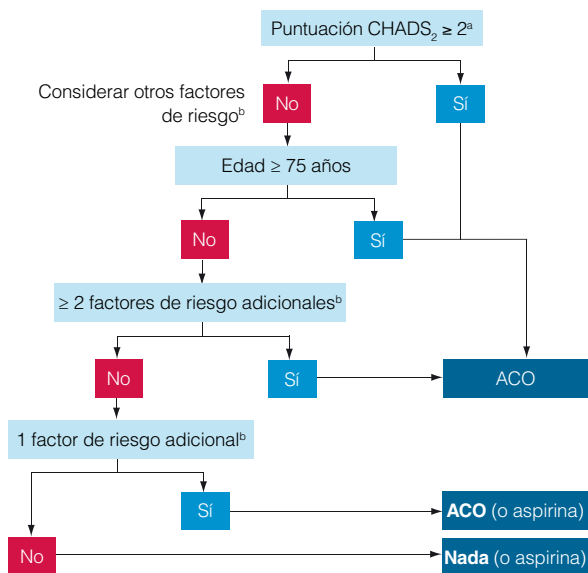 Puntuación CHADS₂ ≥ 2ᵃ
Considerar otros factores
de riesgoᵇ
No
Sí
Edad ≥ 75 años
No
Sí
≥ 2 factores de riesgo adicionalesᵇ
No
Sí
ACO
1 factor de riesgo adicionalᵇ
Sí
ACO (o aspirina)
No
Nada (o aspirina)